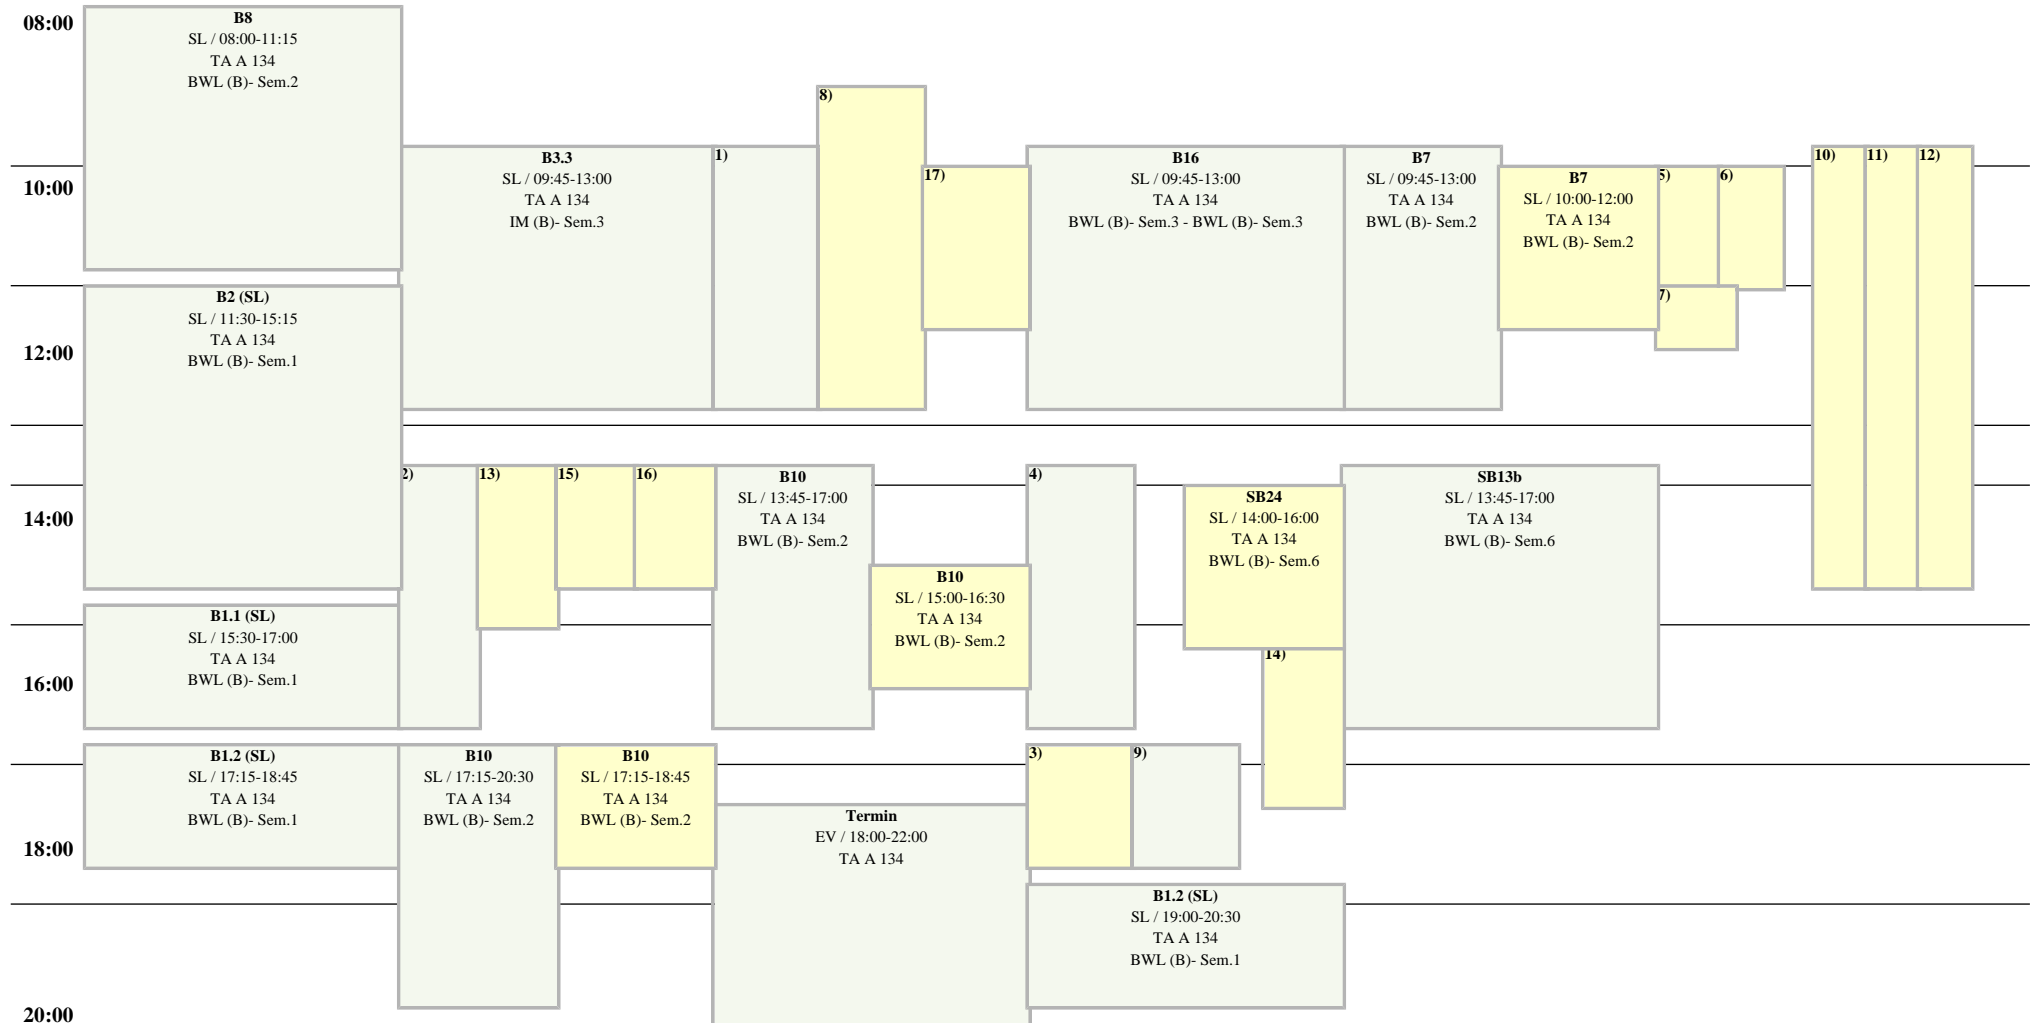 08:00
B8
SL / 08:00-11:15
TA A 134
BWL (B)- Sem.2
8)
B3.3
SL / 09:45-13:00
TA A 134
IM (B)- Sem.3
1)
17)
B16
SL / 09:45-13:00
TA A 134
BWL (B)- Sem.3 - BWL (B)- Sem.3
B7
SL / 09:45-13:00
TA A 134
BWL (B)- Sem.2
B7
SL / 10:00-12:00
TA A 134
BWL (B)- Sem.2
5)
6)
7)
10)
11)
12)
10:00
B2 (SL)
SL / 11:30-15:15
TA A 134
BWL (B)- Sem.1
12:00
2)
13)
15)
16)
B10
SL / 13:45-17:00
TA A 134
BWL (B)- Sem.2
4)
SB24
SL / 14:00-16:00
TA A 134
BWL (B)- Sem.6
SB13b
SL / 13:45-17:00
TA A 134
BWL (B)- Sem.6
14:00
B10
SL / 15:00-16:30
TA A 134
BWL (B)- Sem.2
B1.1 (SL)
SL / 15:30-17:00
TA A 134
BWL (B)- Sem.1
14)
16:00
B1.2 (SL)
SL / 17:15-18:45
TA A 134
BWL (B)- Sem.1
B10
SL / 17:15-20:30
TA A 134
BWL (B)- Sem.2
B10
SL / 17:15-18:45
TA A 134
BWL (B)- Sem.2
3)
9)
Termin
EV / 18:00-22:00
TA A 134
18:00
B1.2 (SL)
SL / 19:00-20:30
TA A 134
BWL (B)- Sem.1
20:00